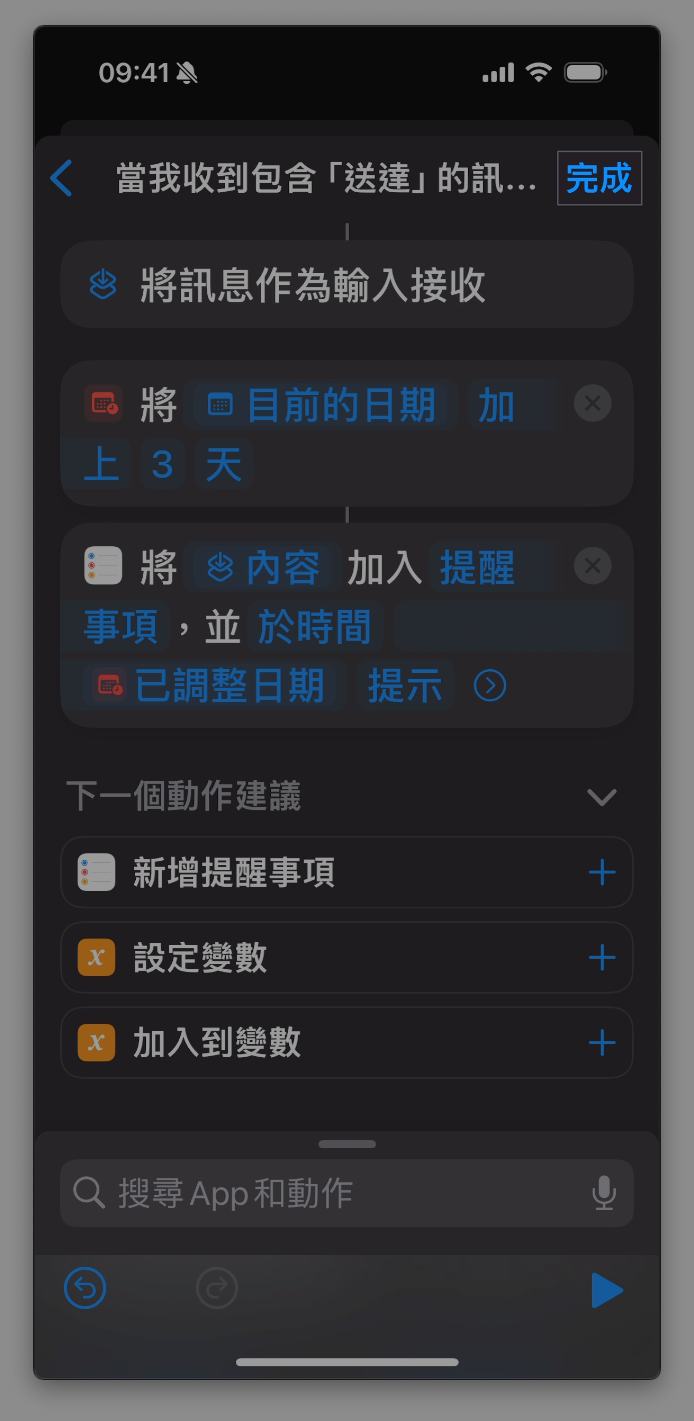 09:41
當我收到包含「送達」的訊... 完成
將訊息作為輸入接收
將 目前的日期 加
上 3 天
將 內容 加入 提醒
事項，並 於時間
已調整日期 提示
下一個動作建議
新增提醒事項
x 設定變數
x 加入到變數
搜尋 App 和動作